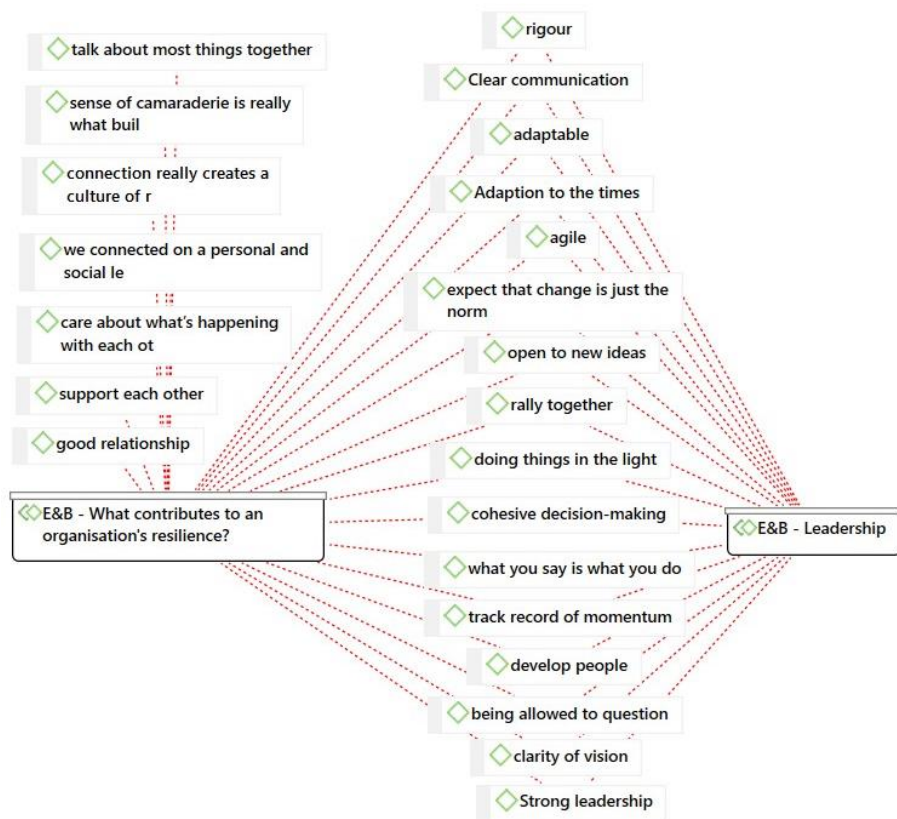 talk about most things together
sense of camaraderie is really
what buil
connection really creates a
culture of r
we connected on a personal and
social le
care about what's happening
with each ot
support each other
good relationship
E&B - What contributes to an
organisation's resilience?
rigour
Clear communication
adaptable
Adaption to the times
agile
expect that change is just the
norm
open to new ideas
rally together
doing things in the light
cohesive decision-making
what you say is what you do
track record of momentum
develop people
being allowed to question
clarity of vision
Strong leadership
E&B - Leadership